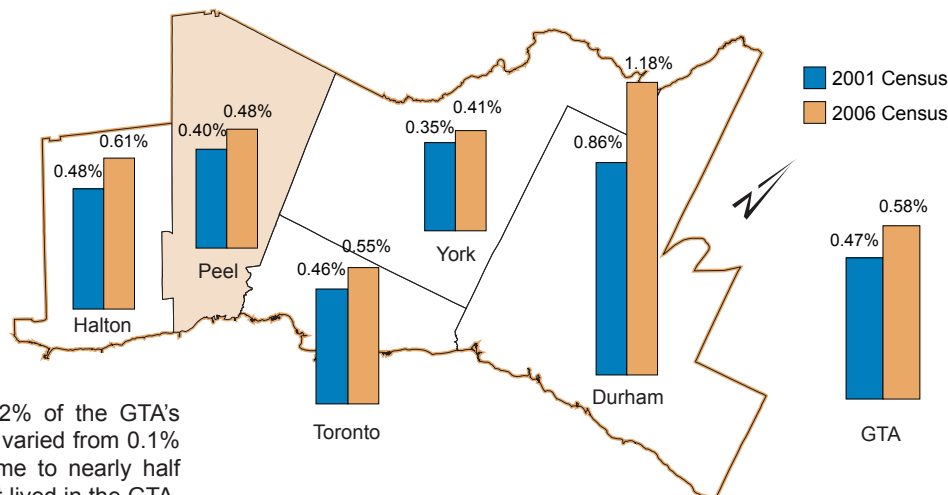 1.18%
2001 Census
2006 Census
0.48%
0.61%
0.40%
0.48%
0.35%
0.41%
0.86%
N
0.47%
0.58%
0.46%
0.55%
Peel
York
Halton
Toronto
Durham
GTA
2% of the GTA's
varied from 0.1%
me to nearly half
lived in the GTA.